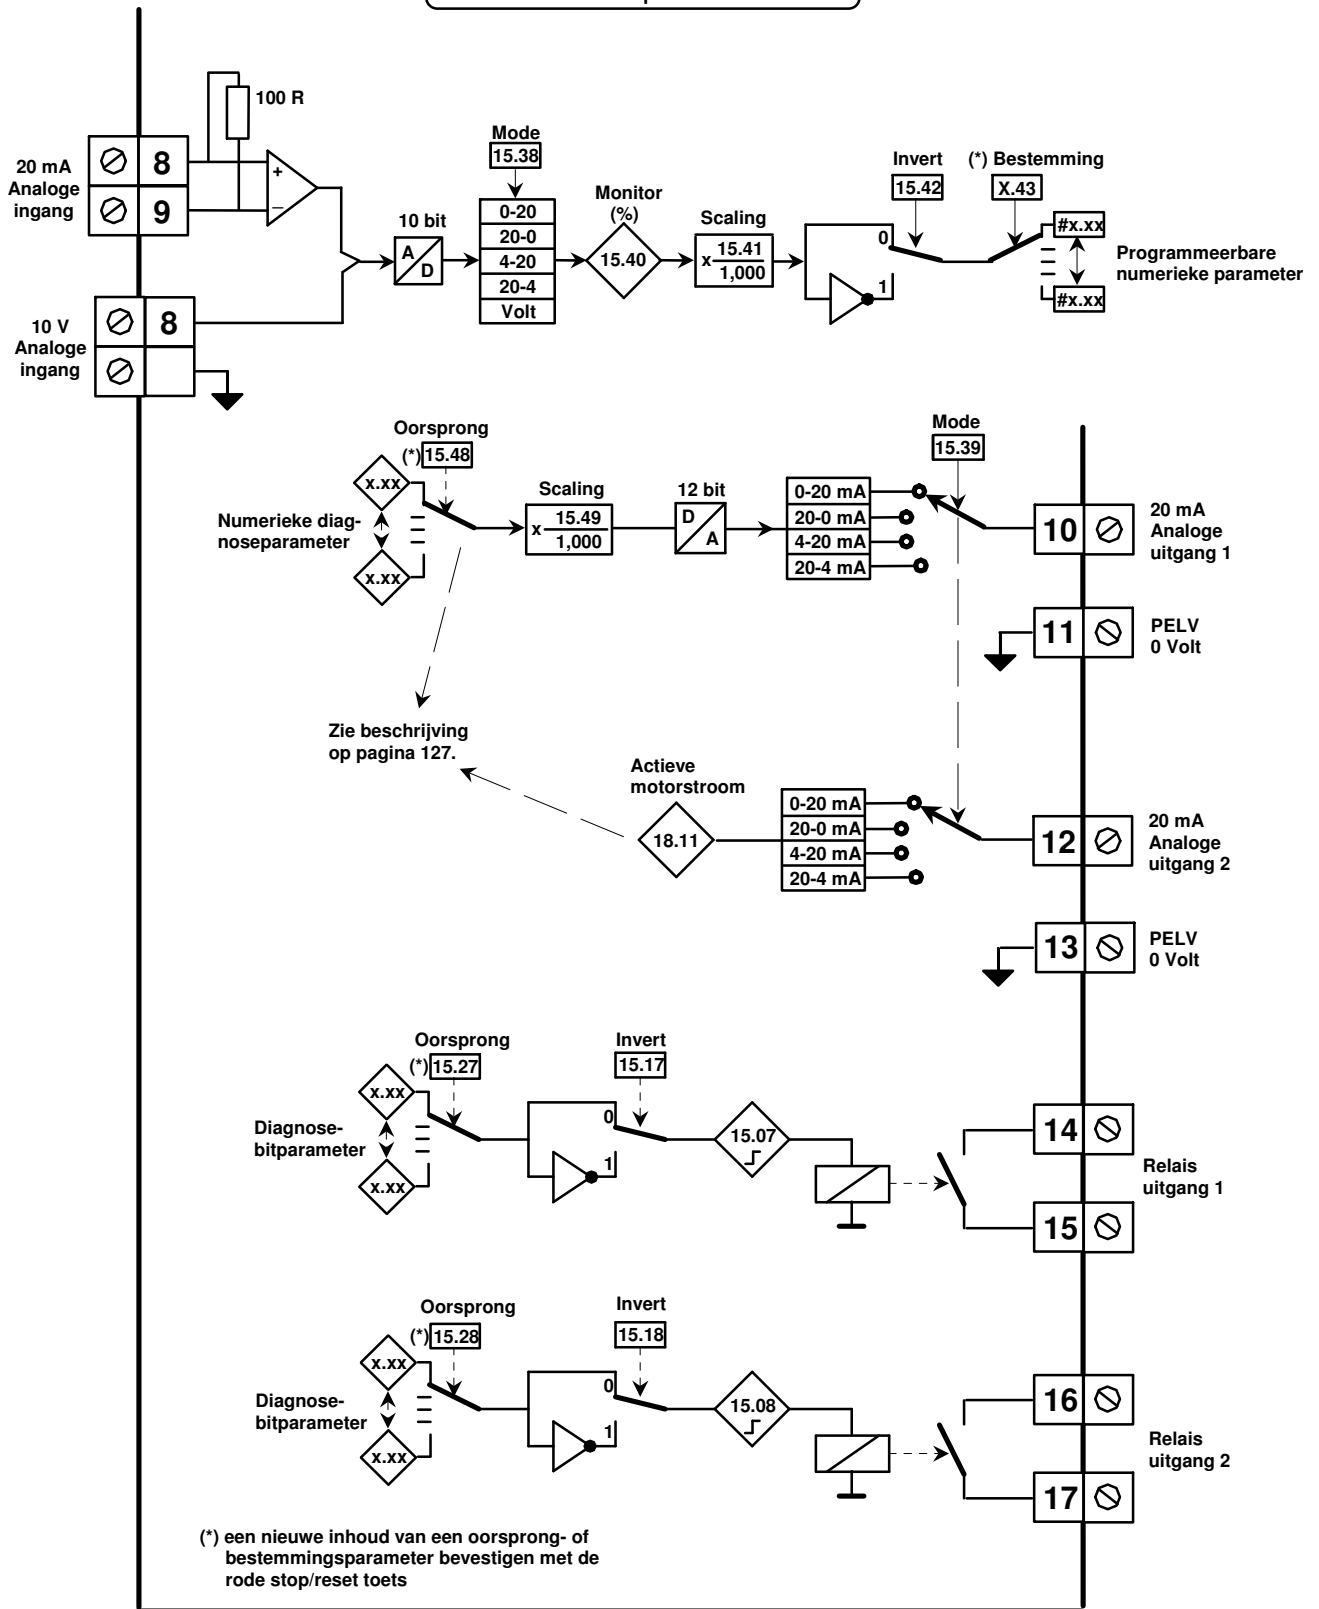 100 R
20 mA
Analoge
ingang
8
9
+
–
10 bit
A
D
Mode
15.38
0-20
20-0
4-20
20-4
Volt
Monitor
(%)
15.40
Scaling
x 15.41
1,000
Invert
15.42
0
1
(*) Bestemming
X.43
#x.xx
#x.xx
Programmeerbare
numerieke parameter
10 V
Analoge
ingang
8
Oorsprong
(*) 15.48
x.xx
x.xx
Numerieke diag-
noseparameter
Scaling
x 15.49
1,000
12 bit
D
A
0-20 mA
20-0 mA
4-20 mA
20-4 mA
Mode
15.39
10
20 mA
Analoge
uitgang 1
11
PELV
0 Volt
Zie beschrijving
op pagina 127.
Actieve
motorstroom
18.11
0-20 mA
20-0 mA
4-20 mA
20-4 mA
12
20 mA
Analoge
uitgang 2
13
PELV
0 Volt
Oorsprong
(*) 15.27
x.xx
x.xx
Diagnose-
bitparameter
Invert
15.17
0
1
15.07
14
15
Relais
uitgang 1
Oorsprong
(*) 15.28
x.xx
x.xx
Diagnose-
bitparameter
Invert
15.18
0
1
15.08
16
17
Relais
uitgang 2
(*) een nieuwe inhoud van een oorsprong- of
bestemmingsparameter bevestigen met de
rode stop/reset toets